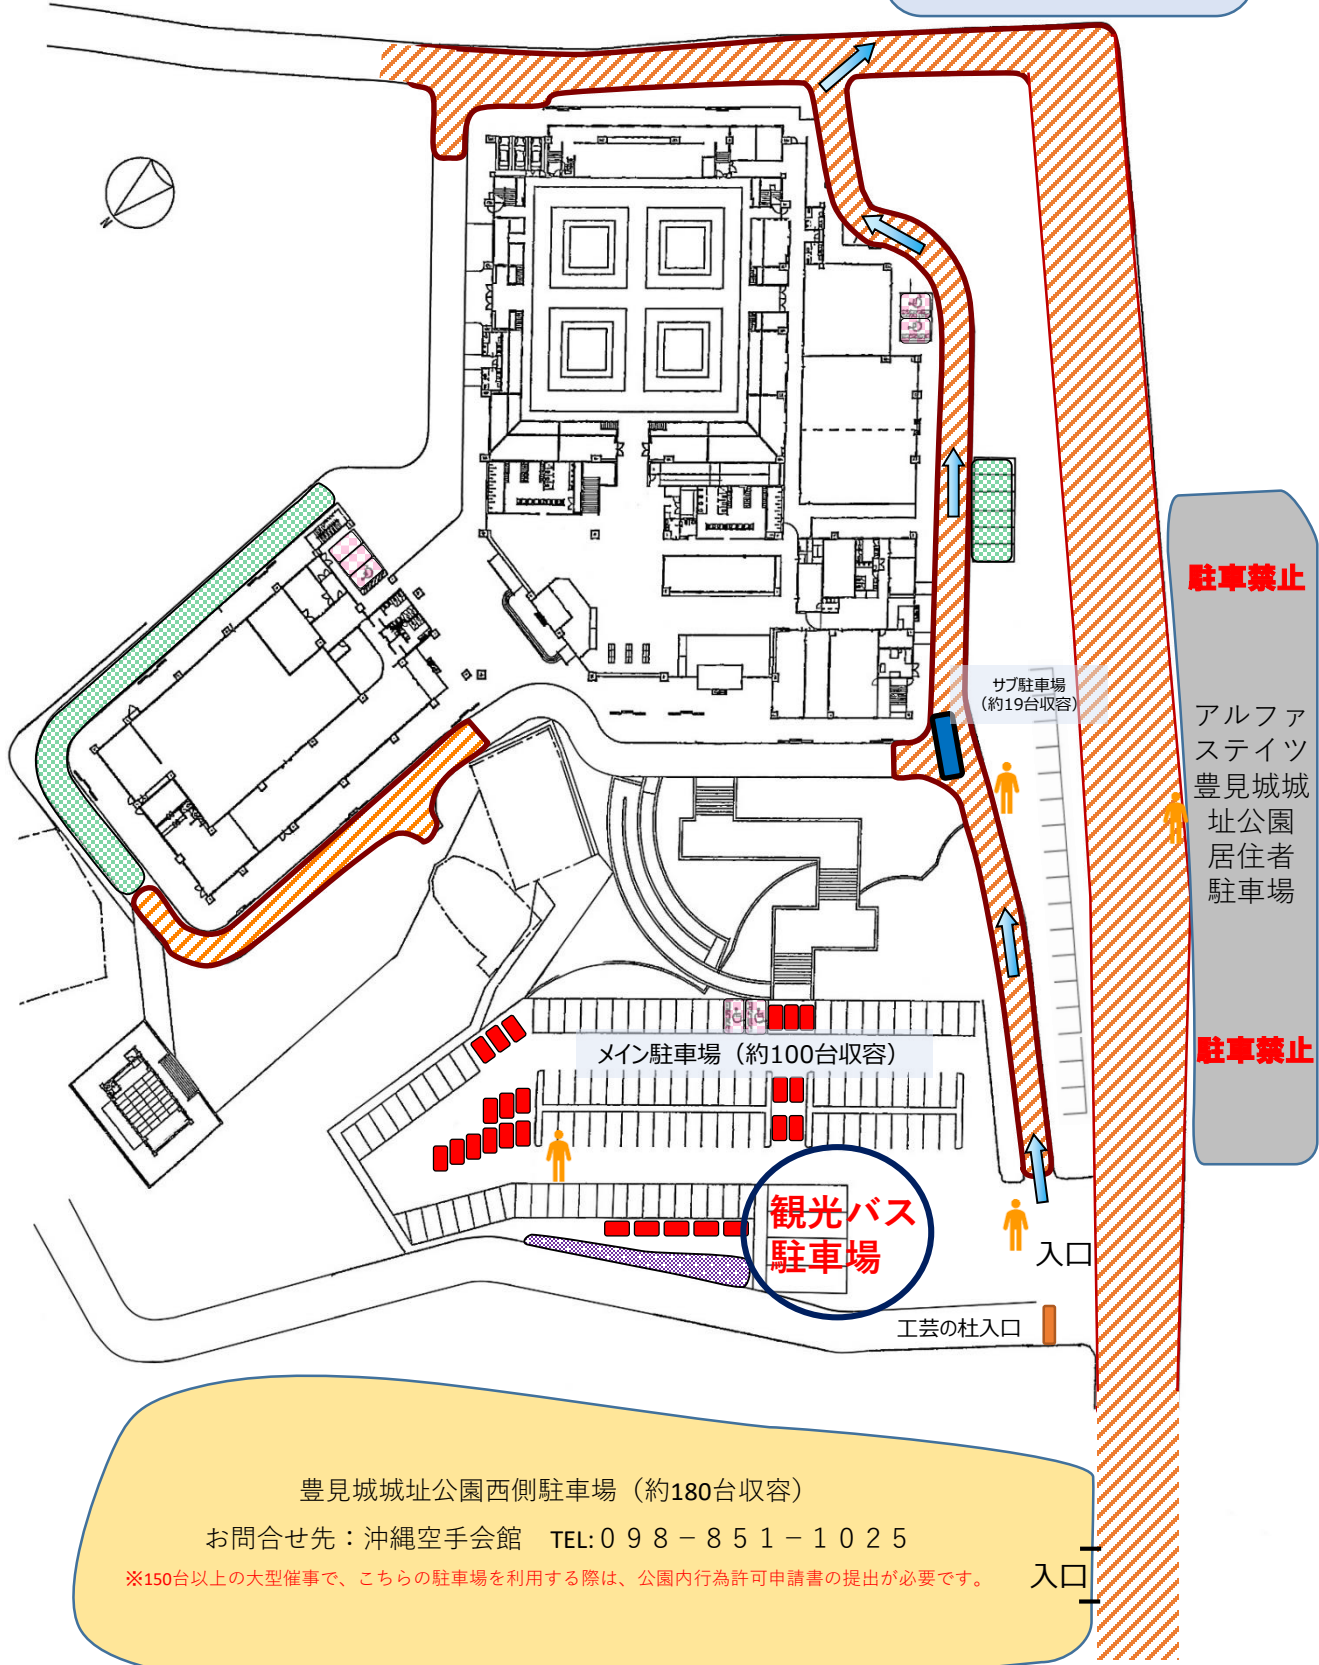 N
駐車禁止
サブ駐車場
（約19台収容）
アルファ
ステイツ
豊見城城
址公園
居住者
駐車場
駐車禁止
メイン駐車場（約100台収容）
観光バス
駐車場
入口
工芸の杜入口
豊見城城址公園西側駐車場（約180台収容）
お問合せ先：沖縄空手会館　TEL:０９８－８５１－１０２５
※150台以上の大型催事で、こちらの駐車場を利用する際は、公園内行為許可申請書の提出が必要です。
入口